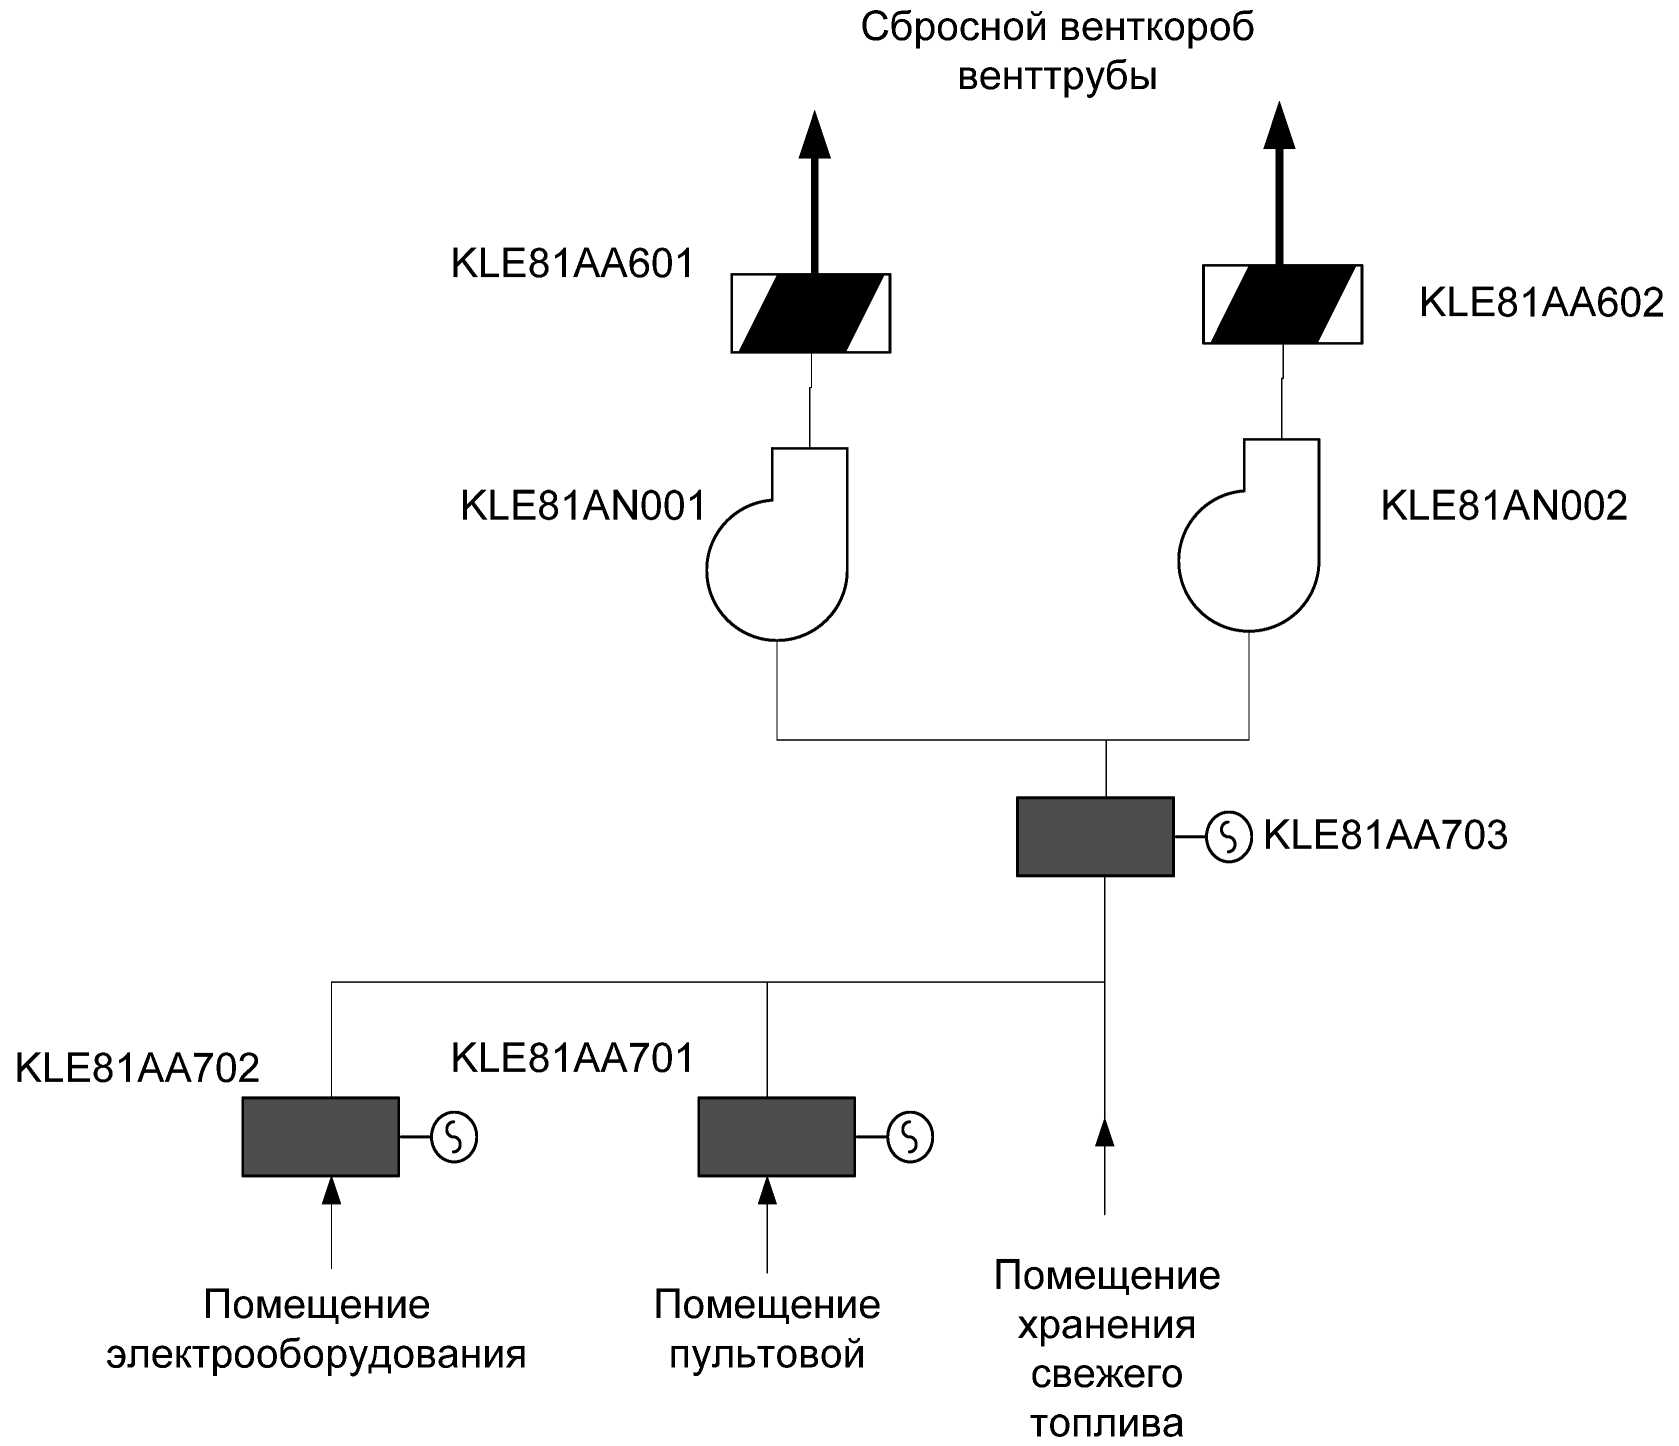 Сбросной венткороб
венттрубы
KLE81AA601
KLE81AA602
KLE81AN001
KLE81AN002
KLE81AA703
KLE81AA702
KLE81AA701
Помещение
электрооборудования
Помещение
пультовой
Помещение
хранения
свежего
топлива